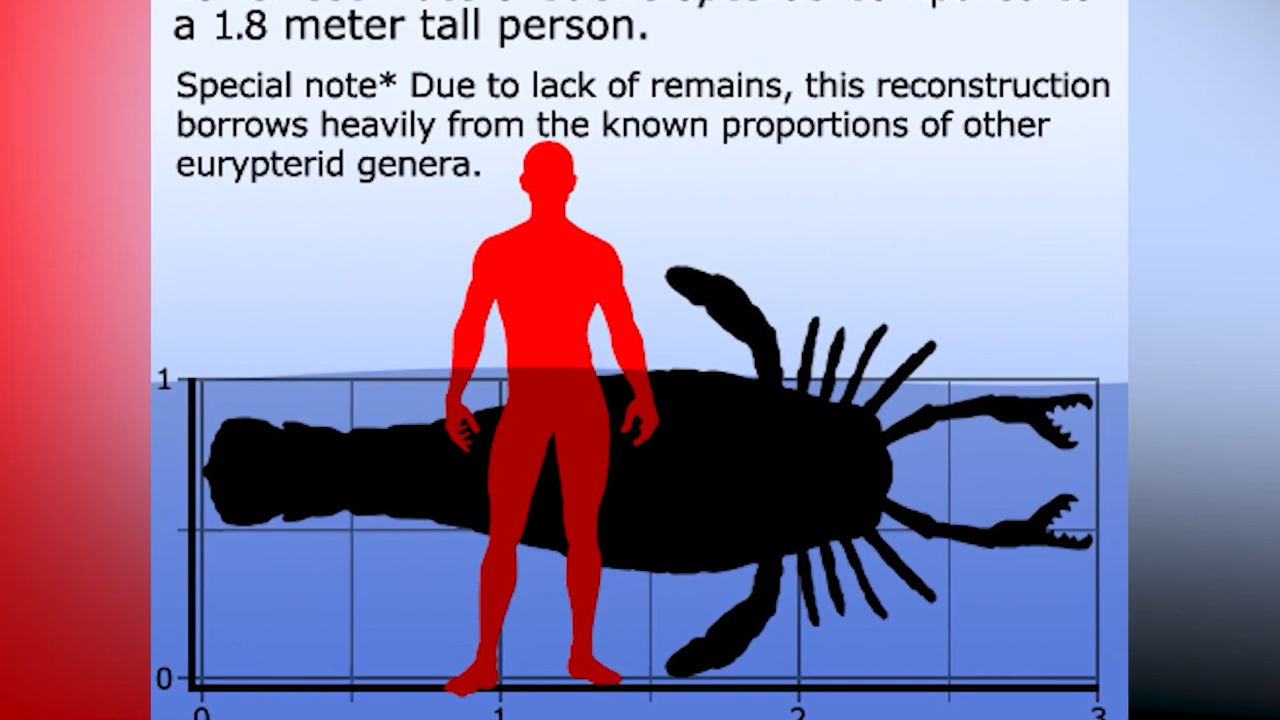 a 1.8 meter tall person.
Special note* Due to lack of remains, this reconstruction
borrows heavily from the known proportions of other
eurypterid genera.
1
0
0 1 2 3